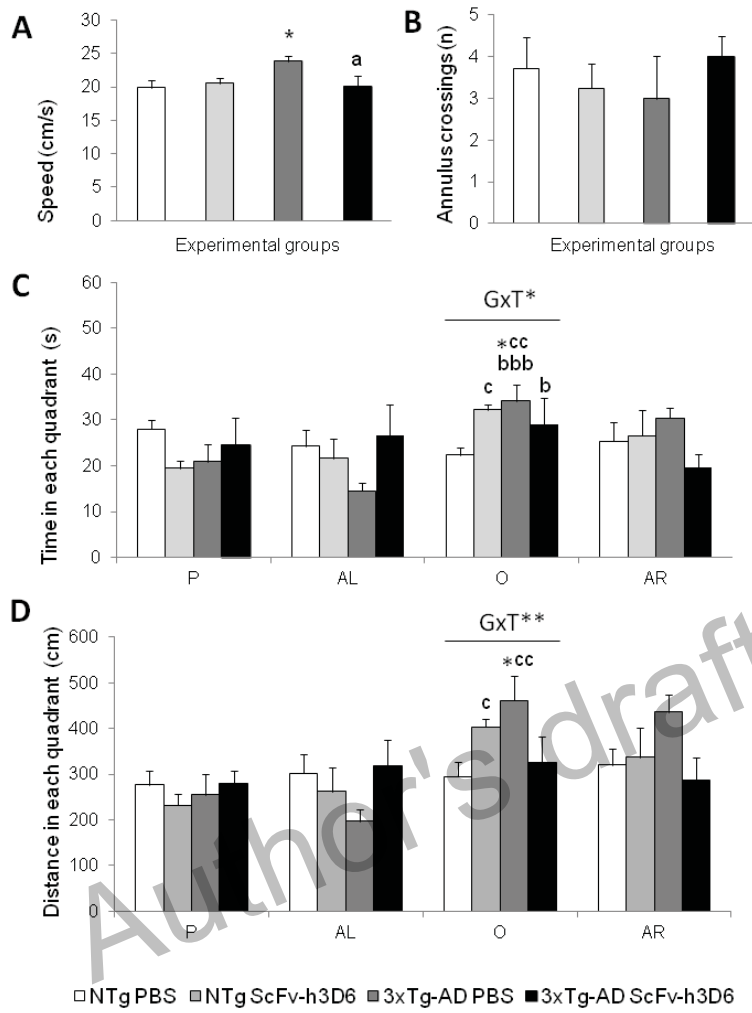 A
Speed (cm/s)
30
25
20
15
10
5
0
*
a
Experimental groups
B
Annulus crossings (n)
5
4
3
2
1
0
Experimental groups
C
Time in each quadrant (s)
60
50
40
30
20
10
0
GxT*
*cc
bbb
c
b
P AL O AR
D
Distance in each quadrant (cm)
600
500
400
300
200
100
0
GxT**
*cc
c
P AL O AR
NTg PBS NTg ScFv-h3D6 3xTg-AD PBS 3xTg-AD ScFv-h3D6
Author's draft